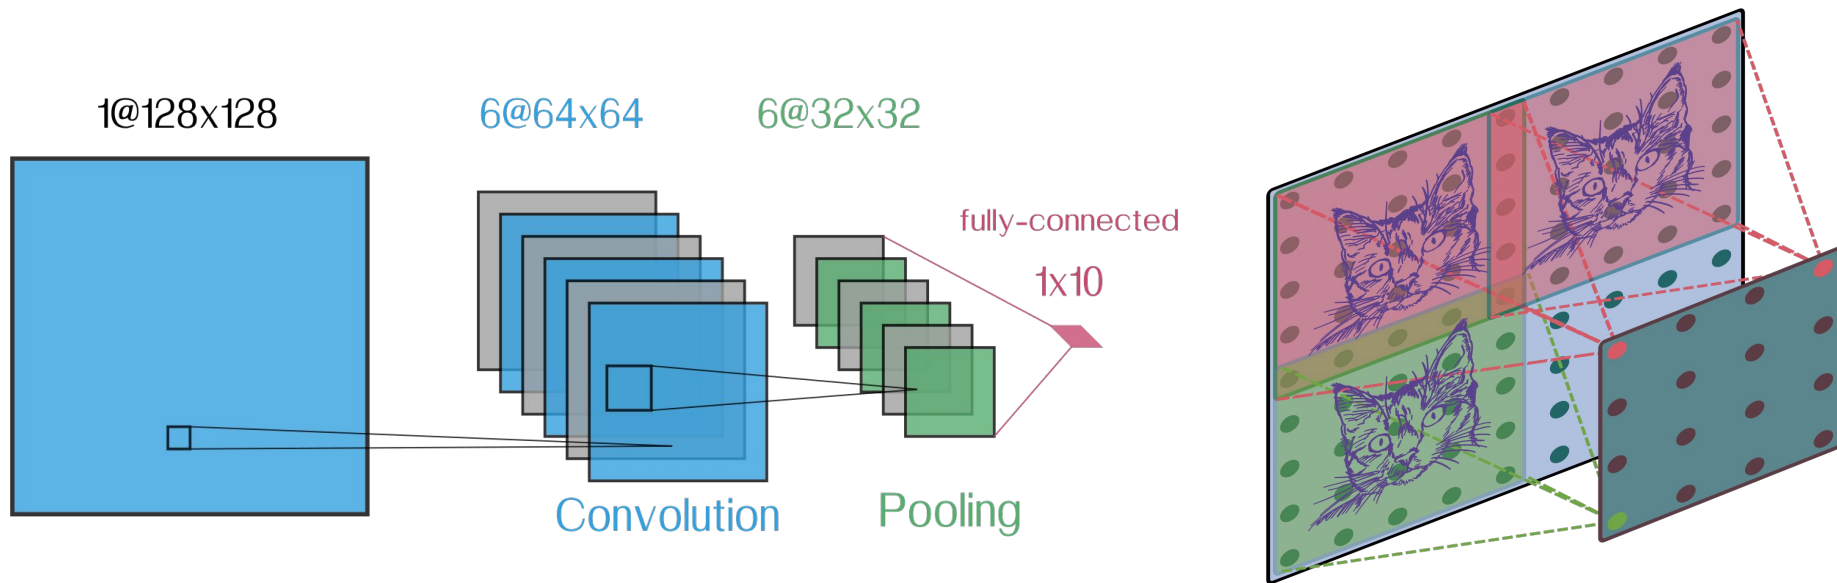 1@128x128
6@64x64
6@32x32
fully-connected
1x10
Convolution
Pooling